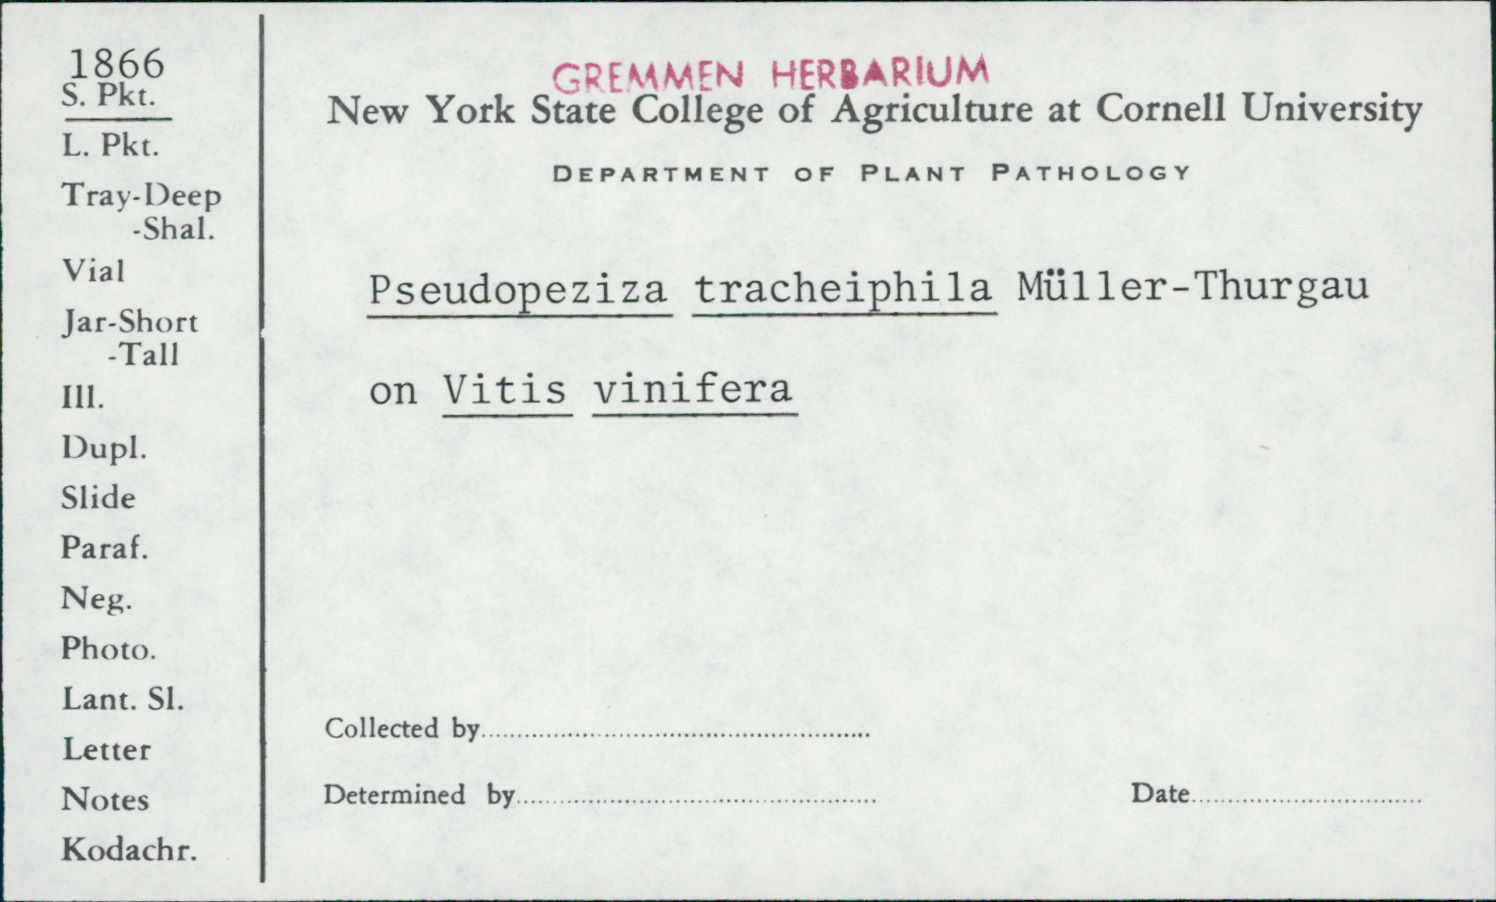 1866
S. Pkt.
L. Pkt.
Tray-Deep
-Shal.
Vial
Jar-Short
-Tall
Ill.
Dupl.
Slide
Paraf.
Neg.
Photo.
Lant. Sl.
Letter
Notes
Kodachr.
GREMMEN HERBARIUM
New York State College of Agriculture at Cornell University
DEPARTMENT OF PLANT PATHOLOGY
Pseudopeziza tracheiphila Müller-Thurgau
on Vitis vinifera
Collected by
Determined by
Date